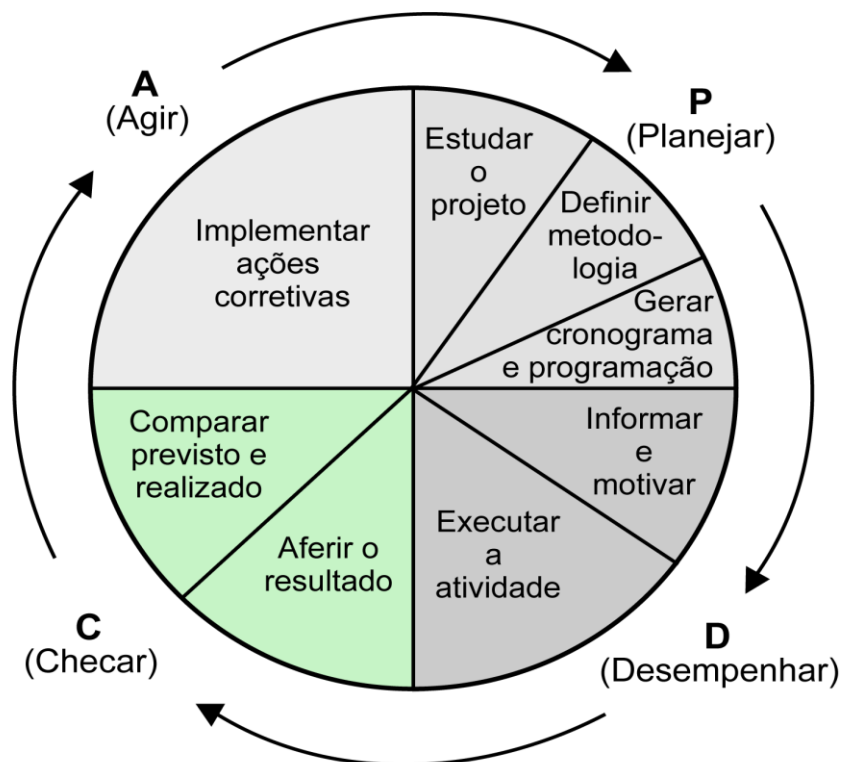 A
(Agir)
P
(Planejar)
Estudar
o
projeto
Definir
metodo-
logia
Gerar
cronograma
e programação
Informar
e
motivar
Executar
a
atividade
D
(Desempenhar)
Aferir o
resultado
Comparar
previsto e
realizado
C
(Checar)
Implementar
ações
corretivas